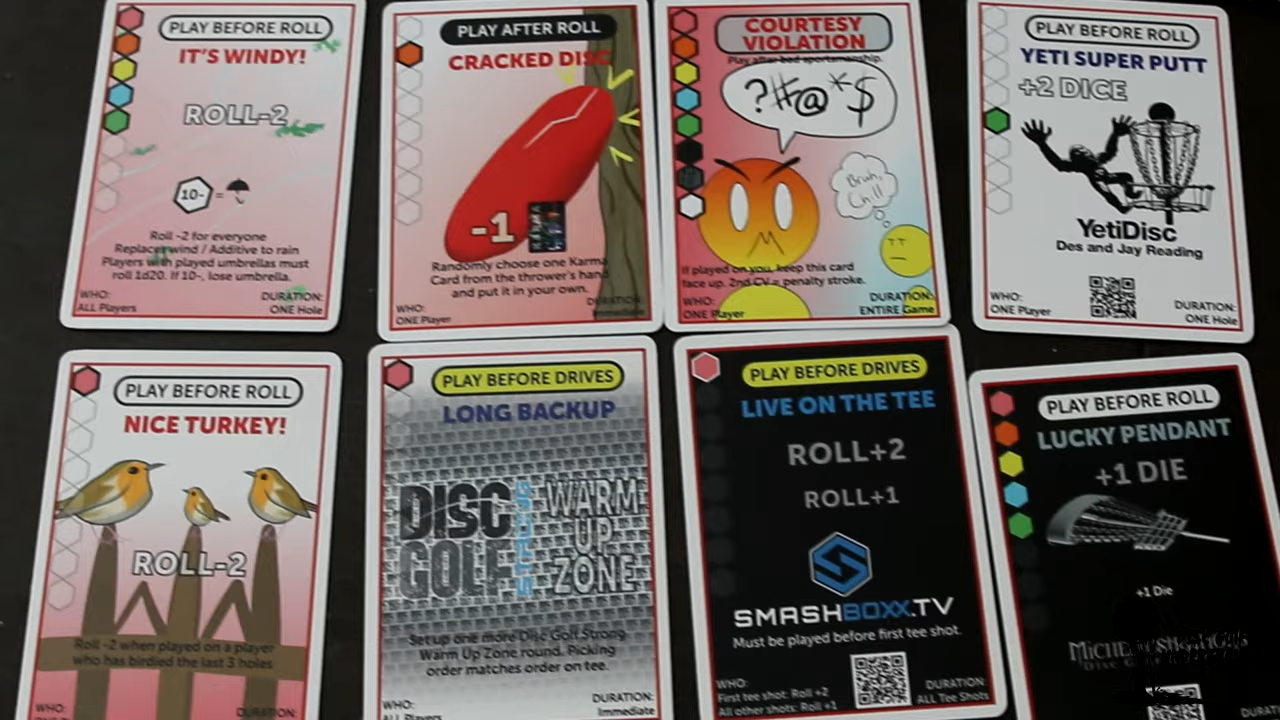 PLAY BEFORE ROLL
IT'S WINDY!
ROLL-2
10- =
Roll -2 for everyone
Replaces wind / Additive to rain
Players with played umbrellas must
roll 1d20. If 10-, lose umbrella.
WHO:
ALL Players
DURATION:
ONE Hole
PLAY AFTER ROLL
CRACKED DISC
-1
Randomly choose one Karma
Card from the thrower's hand
and put it in your own.
WHO:
ONE Player
DURATION:
Immediate
COURTESY
VIOLATION
Play after bad sportsmanship.
?#@*$
Bruh,
Chill
If played on you, keep this card
face up. 2nd CV = penalty stroke.
WHO:
ONE Player
DURATION:
ENTIRE Game
PLAY BEFORE ROLL
YETI SUPER PUTT
+2 DICE
YetiDisc
Des and Jay Reading
WHO:
ONE Player
DURATION:
ONE Hole
PLAY BEFORE ROLL
NICE TURKEY!
ROLL-2
Roll -2 when played on a player
who has birdied the last 3 holes
WHO:
DURATION:
PLAY BEFORE DRIVES
LONG BACKUP
DISC
GOLF
STRONG
WARM
UP
ZONE
Set up one more Disc Golf Strong
Warm Up Zone round. Picking
order matches order on tee.
WHO:
ALL Players
DURATION:
Immediate
PLAY BEFORE DRIVES
LIVE ON THE TEE
ROLL+2
ROLL+1
SMASHBOXX.TV
Must be played before first tee shot.
WHO:
First tee shot: Roll +2
All other shots: Roll +1
DURATION:
ALL Tee Shots
PLAY BEFORE ROLL
LUCKY PENDANT
+1 DIE
+1 Die
WHO: